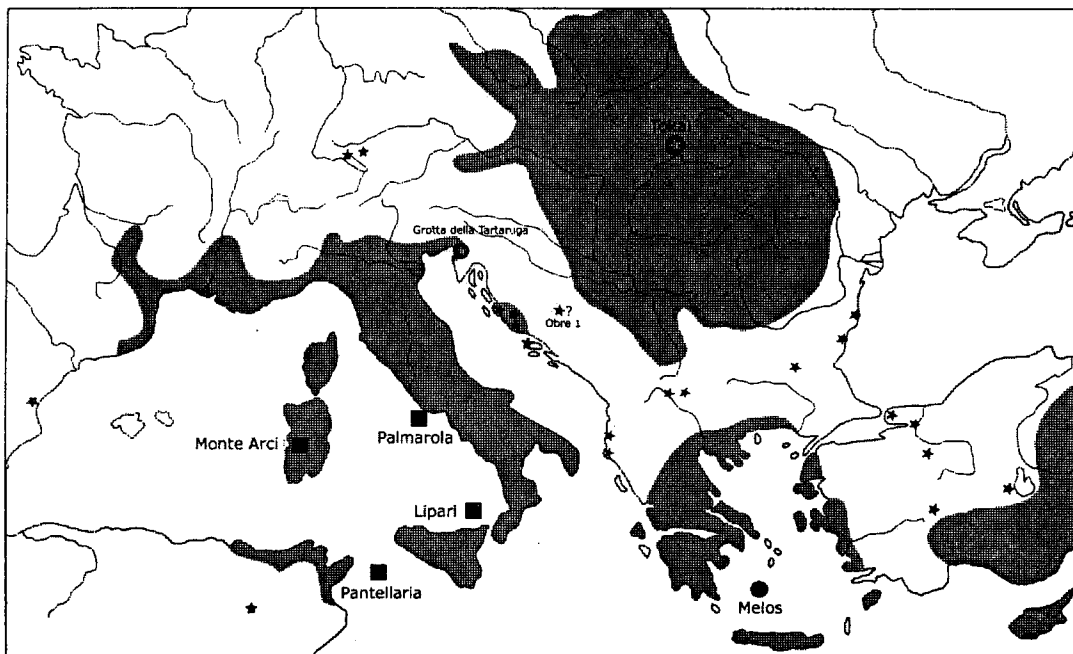 Tokaj
Grotta della Tartaruga
?
Obre 1
Monte Arci
Palmarola
Lipari
Pantellaria
Melos